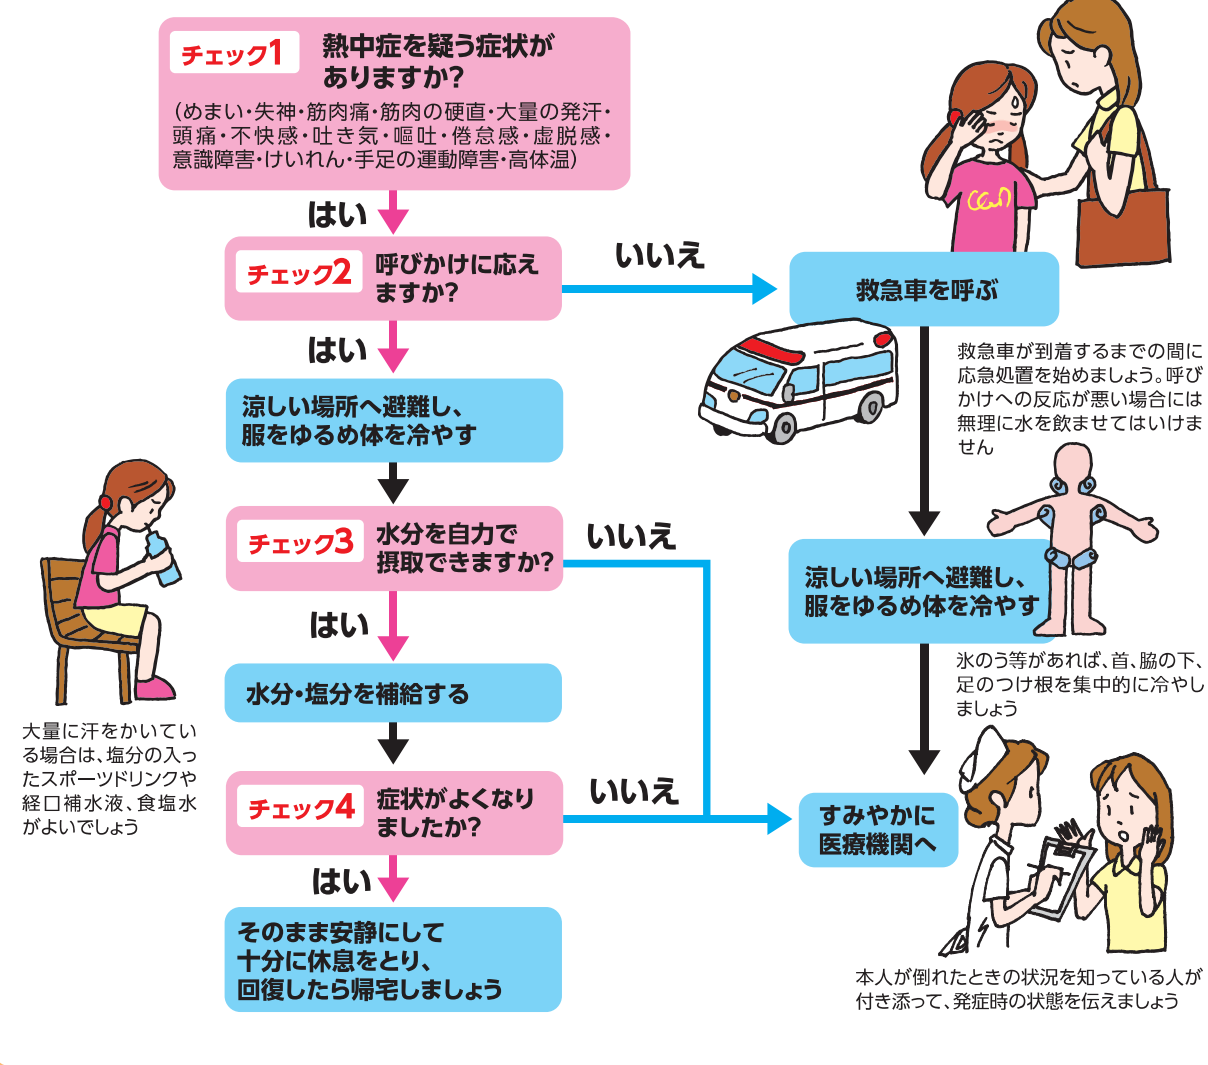 チェック1
熱中症を疑う症状が
ありますか?
（めまい・失神・筋肉痛・筋肉の硬直・大量の発汗・
頭痛・不快感・吐き気・嘔吐・倦怠感・虚脱感・
意識障害・けいれん・手足の運動障害・高体温）
はい
チェック2
呼びかけに応え
ますか?
いいえ
救急車を呼ぶ
救急車が到着するまでの間に
応急処置を始めましょう。呼び
かけへの反応が悪い場合には
無理に水を飲ませてはいけま
せん
はい
涼しい場所へ避難し、
服をゆるめ体を冷やす
チェック3
水分を自力で
摂取できますか?
いいえ
涼しい場所へ避難し、
服をゆるめ体を冷やす
氷のう等があれば、首、脇の下、
足のつけ根を集中的に冷やし
ましょう
はい
水分・塩分を補給する
大量に汗をかいてい
る場合は、塩分の入っ
たスポーツドリンクや
経口補水液、食塩水
がよいでしょう
チェック4
症状がよくなり
ましたか?
いいえ
すみやかに
医療機関へ
はい
そのまま安静にして
十分に休息をとり、
回復したら帰宅しましょう
本人が倒れたときの状況を知っている人が
付き添って、発症時の状態を伝えましょう